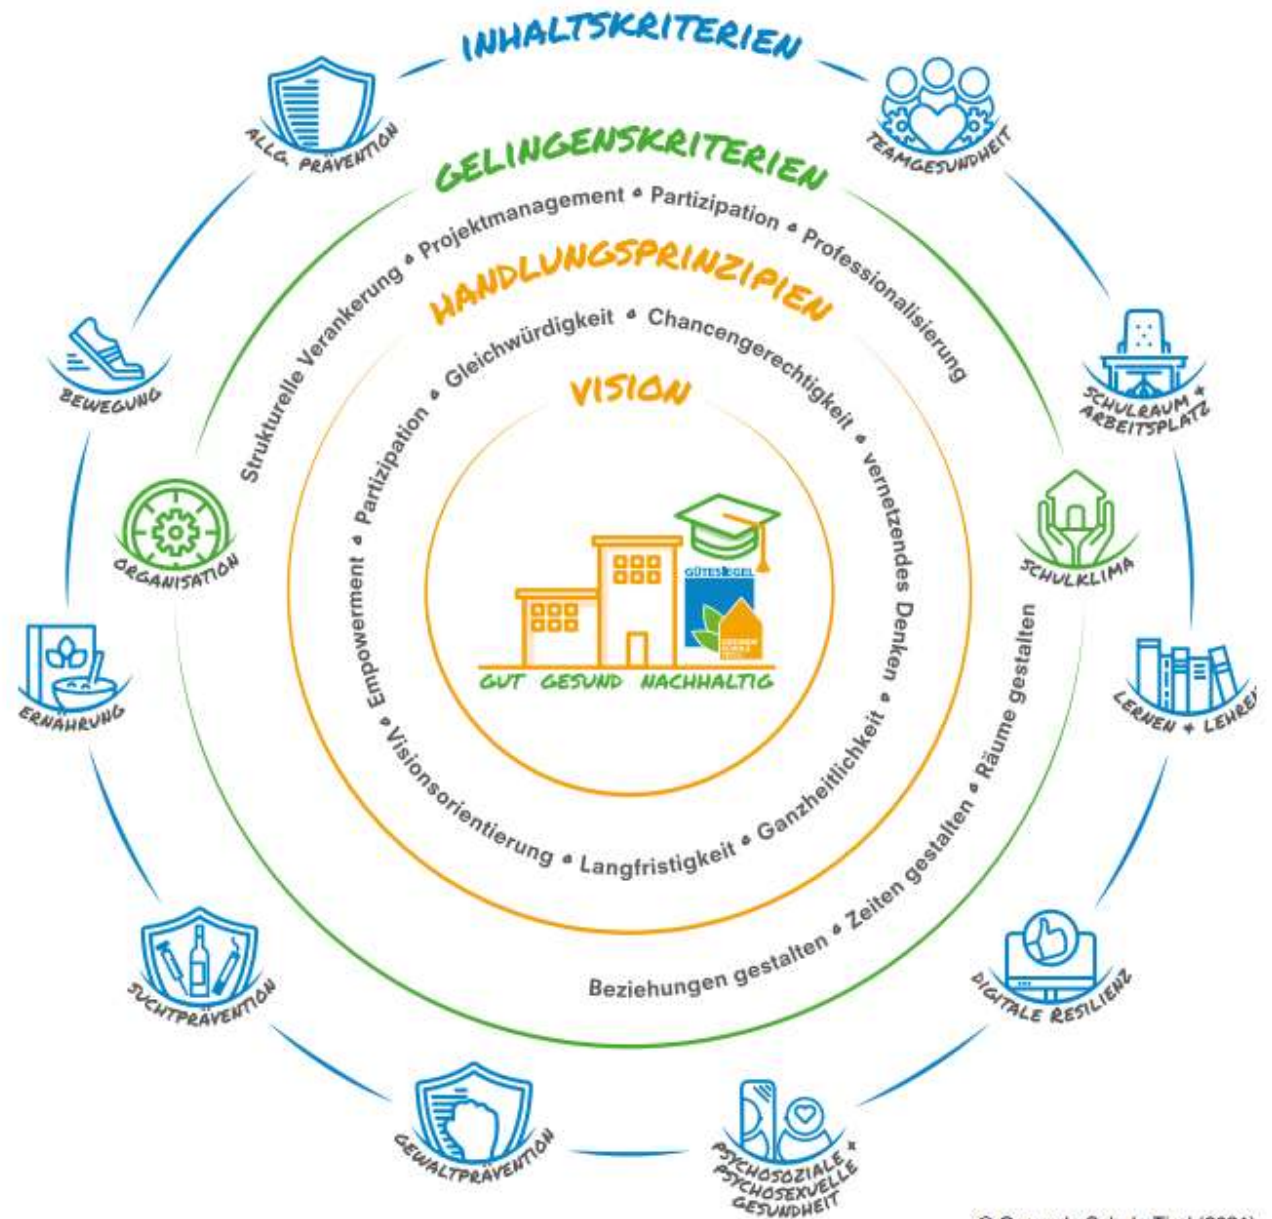 INHALTSKRITERIEN
ALLG. PRÄVENTION
TEAMGESUNDHEIT
GELINGENSKRITERIEN
Strukturelle Verankerung • Projektmanagement • Partizipation • Professionalisierung
HANDLUNGSPRINZIPIEN
Empowerment • Partizipation • Gleichwürdigkeit • Chancengerechtigkeit • vernetzendes Denken • Ganzheitlichkeit • Langfristigkeit • Visionsorientierung •
VISION
BEWEGUNG
SCHULRAUM +
ARBEITSPLATZ
ORGANISATION
SCHULKLIMA
GÜTESIEGEL
GUT GESUND NACHHALTIG
ERNÄHRUNG
LERNEN + LEHREN
Beziehungen gestalten • Zeiten gestalten • Räume gestalten
SUCHTPRÄVENTION
DIGITALE RESILIENZ
GEWALTPRÄVENTION
PSYCHOSOZIALE +
PSYCHOSEXUELLE
GESUNDHEIT